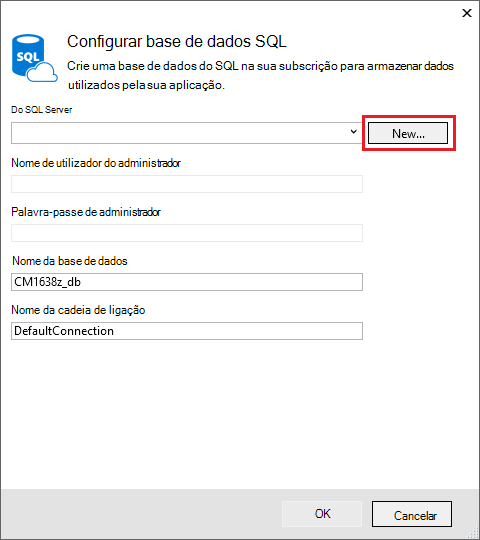 Configurar base de dados SQL
SQL
Crie uma base de dados do SQL na sua subscrição para armazenar dados
utilizados pela sua aplicação.
Do SQL Server
New...
Nome de utilizador do administrador
Palavra-passe de administrador
Nome da base de dados
CM1638z_db
Nome da cadeia de ligação
DefaultConnection
OK
Cancelar